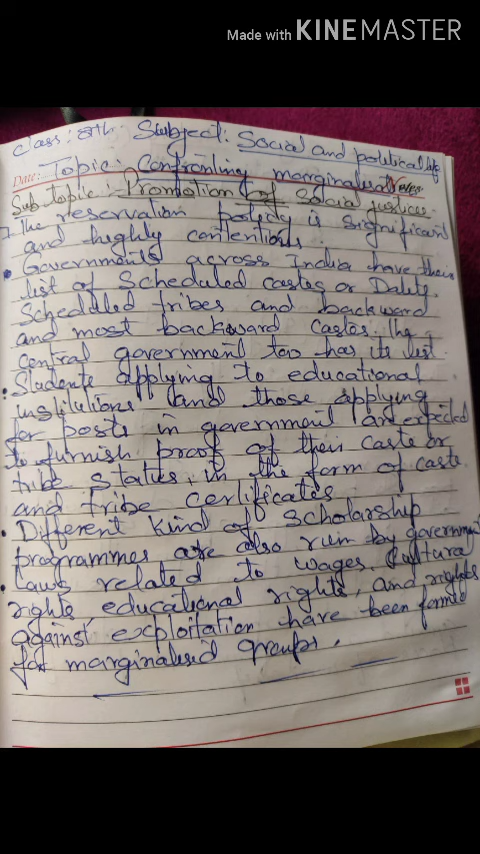 Made with KINEMASTER
Class: 8th. Subject: Social and political life
Topic: Confronting marginalisation
Date:
Sub topic:- Promotion of Social justice.
The reservation policy is significant
and highly contentious
• Governments across India have their
list of Scheduled castes or Dalits,
Scheduled tribes and backward
and most backward castes. The
central government too has its list.
• Students applying to educational
institutions and those applying
for posts in government are expected
to furnish proof of their caste or
tribe status, in the form of caste
and tribe certificates
• Different kind of scholarship
programmes are also run by government
• Laws related to wages, Cultural
rights educational rights, and rights
against exploitation have been formed
for marginalised groups.